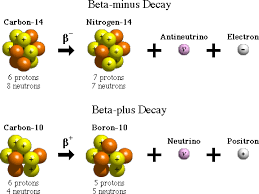 Beta-minus Decay
Carbon-14 Nitrogen-14 Antineutrino Electron
β− + ν + -
6 protons 7 protons
8 neutrons 7 neutrons
Beta-plus Decay
Carbon-10 Boron-10 Neutrino Positron
β+ + ν + +
6 protons 5 protons
4 neutrons 5 neutrons